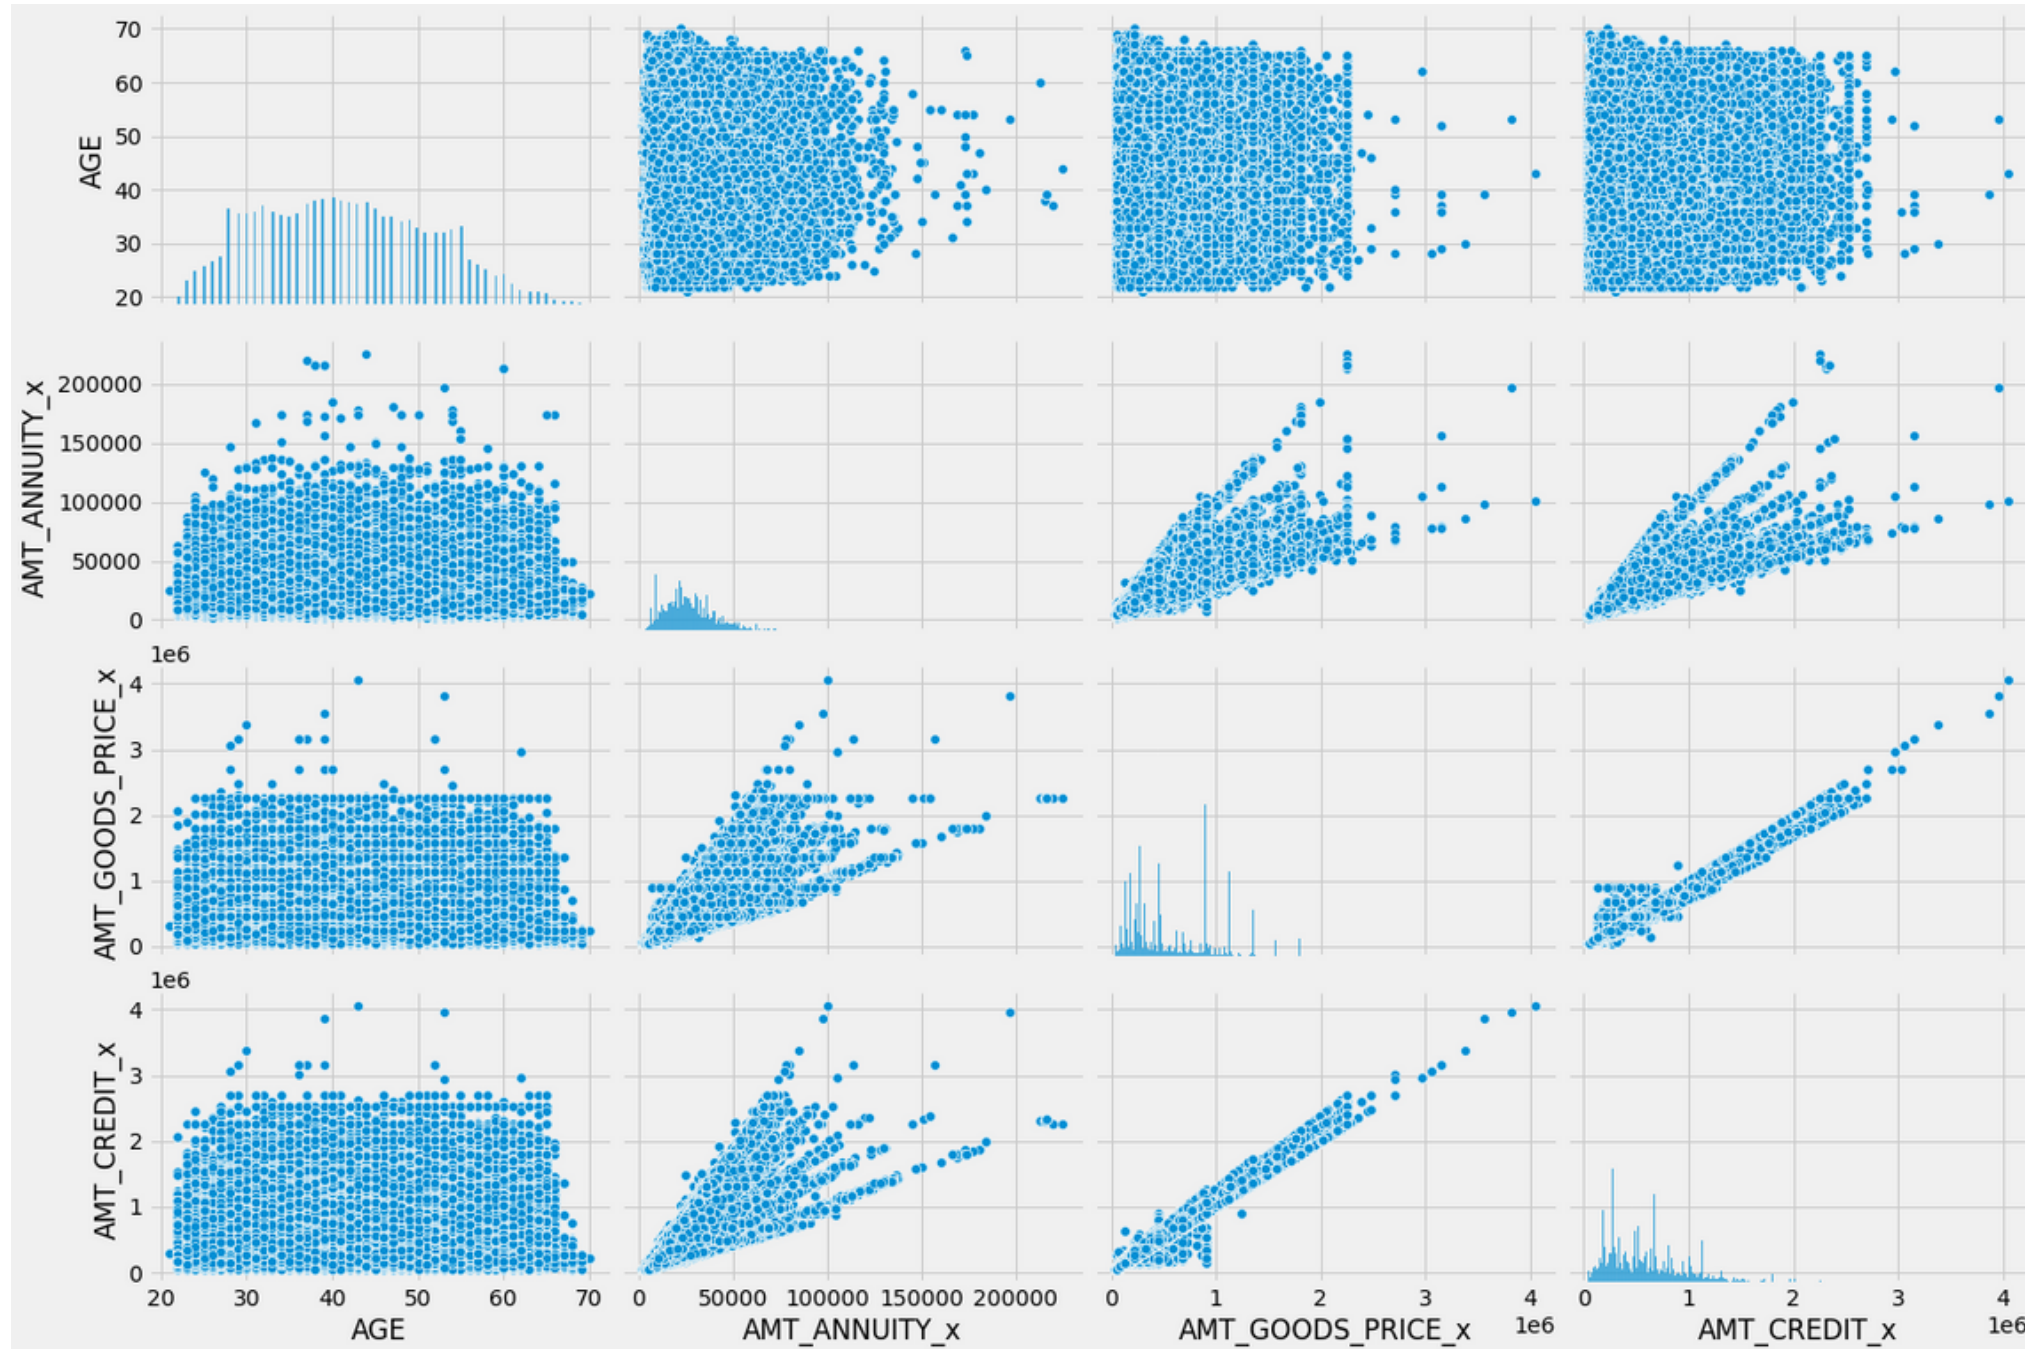 70
60
50
40
30
20
AGE
200000
150000
100000
50000
0
AMT_ANNUITY_x
1e6
4
3
2
1
0
AMT_GOODS_PRICE_x
1e6
4
3
2
1
0
AMT_CREDIT_x
20 30 40 50 60 70
0 50000 100000 150000 200000
0 1 2 3 4
0 1 2 3 4
1e6
1e6
AGE
AMT_ANNUITY_x
AMT_GOODS_PRICE_x
AMT_CREDIT_x